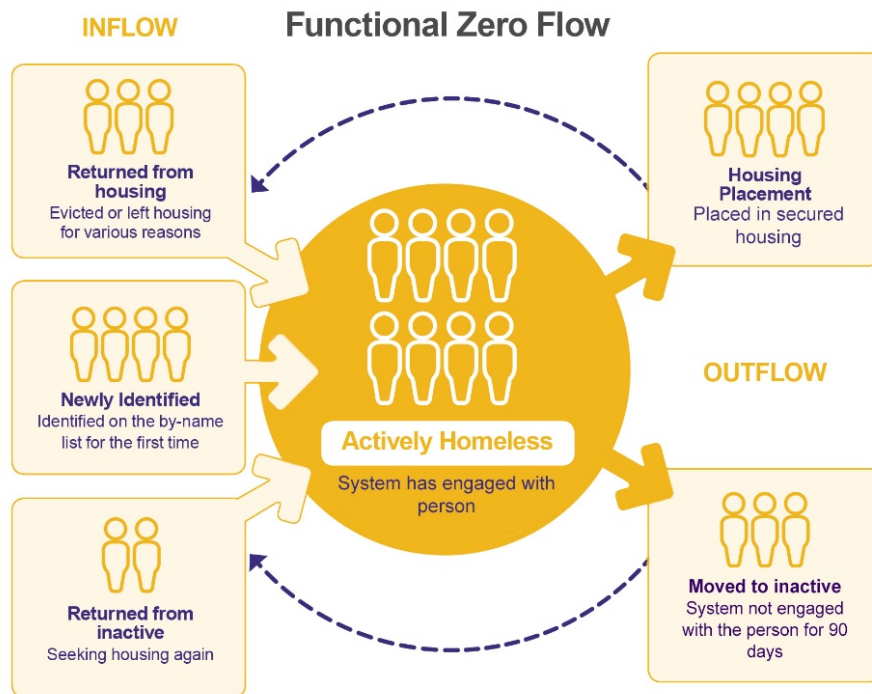 INFLOW
Functional Zero Flow
Returned from
housing
Evicted or left housing
for various reasons
Newly Identified
Identified on the by-name
list for the first time
Returned from
inactive
Seeking housing again
Actively Homeless
System has engaged with
person
Housing
Placement
Placed in secured
housing
OUTFLOW
Moved to inactive
System not engaged
with the person for 90
days